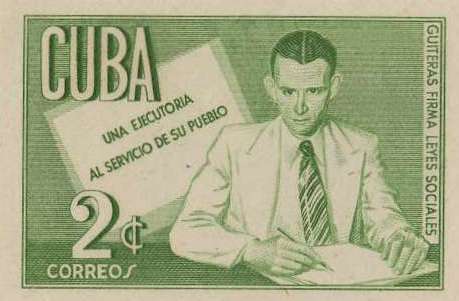 CUBA
UNA EJECUTORIA
AL SERVICIO DE SU PUEBLO
GUITERAS FIRMA LEYES SOCIALES
2¢
CORREOS